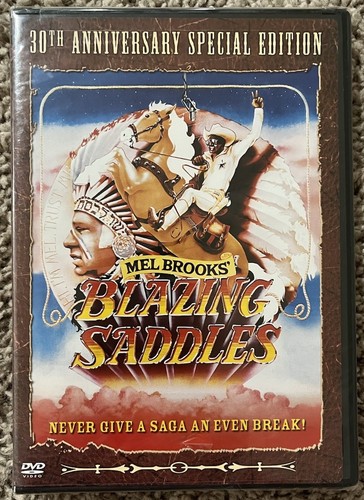 30TH ANNIVERSARY SPECIAL EDITION
MEL BROOKS'
BLAZING
SADDLES
NEVER GIVE A SAGA AN EVEN BREAK!
DVD
VIDEO